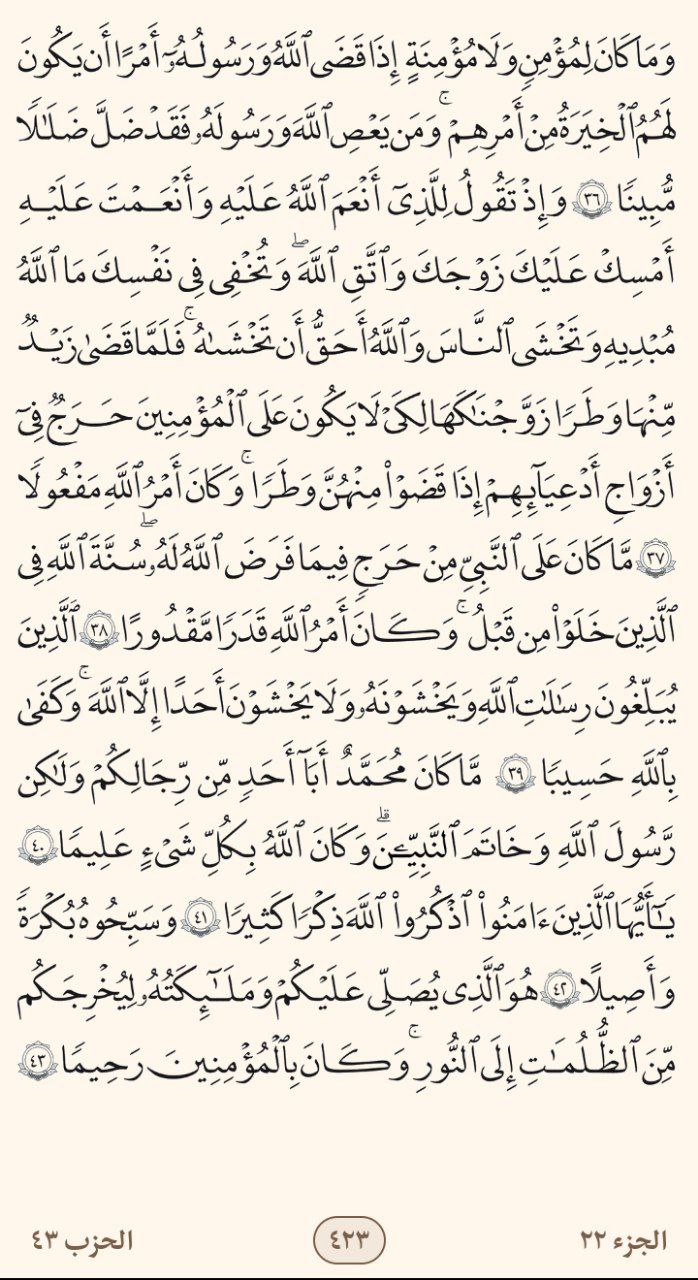 وَمَا كَانَ لِمُؤْمِنٍ وَلَا مُؤْمِنَةٍ إِذَا قَضَى ٱللَّهُ وَرَسُولُهُۥٓ أَمْرًا أَن يَكُونَ
لَهُمُ ٱلْخِيَرَةُ مِنْ أَمْرِهِمْ ۗ وَمَن يَعْصِ ٱللَّهَ وَرَسُولَهُۥ فَقَدْ ضَلَّ ضَلَـٰلًا
مُّبِينًا ٣٦ وَإِذْ تَقُولُ لِلَّذِىٓ أَنْعَمَ ٱللَّهُ عَلَيْهِ وَأَنْعَمْتَ عَلَيْهِ
أَمْسِكْ عَلَيْكَ زَوْجَكَ وَٱتَّقِ ٱللَّهَ ۖ وَتُخْفِى فِى نَفْسِكَ مَا ٱللَّهُ
مُبْدِيهِ وَتَخْشَى ٱلنَّاسَ وَٱللَّهُ أَحَقُّ أَن تَخْشَىٰهُ ۚ فَلَمَّا قَضَىٰ زَيْدٌ
مِّنْهَا وَطَرًا زَوَّجْنَـٰكَهَا لِكَىْ لَا يَكُونَ عَلَى ٱلْمُؤْمِنِينَ حَرَجٌ فِىٓ
أَزْوَٰجِ أَدْعِيَآئِهِمْ إِذَا قَضَوْا۟ مِنْهُنَّ وَطَرًا ۚ وَكَانَ أَمْرُ ٱللَّهِ مَفْعُولًا
٣٧ مَّا كَانَ عَلَى ٱلنَّبِىِّ مِنْ حَرَجٍ فِيمَا فَرَضَ ٱللَّهُ لَهُۥ ۖ سُنَّةَ ٱللَّهِ فِى
ٱلَّذِينَ خَلَوْا۟ مِن قَبْلُ ۚ وَكَانَ أَمْرُ ٱللَّهِ قَدَرًا مَّقْدُورًا ٣٨ ٱلَّذِينَ
يُبَلِّغُونَ رِسَـٰلَـٰتِ ٱللَّهِ وَيَخْشَوْنَهُۥ وَلَا يَخْشَوْنَ أَحَدًا إِلَّا ٱللَّهَ ۗ وَكَفَىٰ
بِٱللَّهِ حَسِيبًا ٣٩ مَّا كَانَ مُحَمَّدٌ أَبَآ أَحَدٍ مِّن رِّجَالِكُمْ وَلَـٰكِن
رَّسُولَ ٱللَّهِ وَخَاتَمَ ٱلنَّبِيِّـۧنَ ۗ وَكَانَ ٱللَّهُ بِكُلِّ شَىْءٍ عَلِيمًا ٤٠
يَـٰٓأَيُّهَا ٱلَّذِينَ ءَامَنُوا۟ ٱذْكُرُوا۟ ٱللَّهَ ذِكْرًا كَثِيرًا ٤١ وَسَبِّحُوهُ بُكْرَةً
وَأَصِيلًا ٤٢ هُوَ ٱلَّذِى يُصَلِّى عَلَيْكُمْ وَمَلَـٰٓئِكَتُهُۥ لِيُخْرِجَكُم
مِّنَ ٱلظُّلُمَـٰتِ إِلَى ٱلنُّورِ ۚ وَكَانَ بِٱلْمُؤْمِنِينَ رَحِيمًا ٤٣
الجزء ٢٢ ٤٢٣ الحزب ٤٣